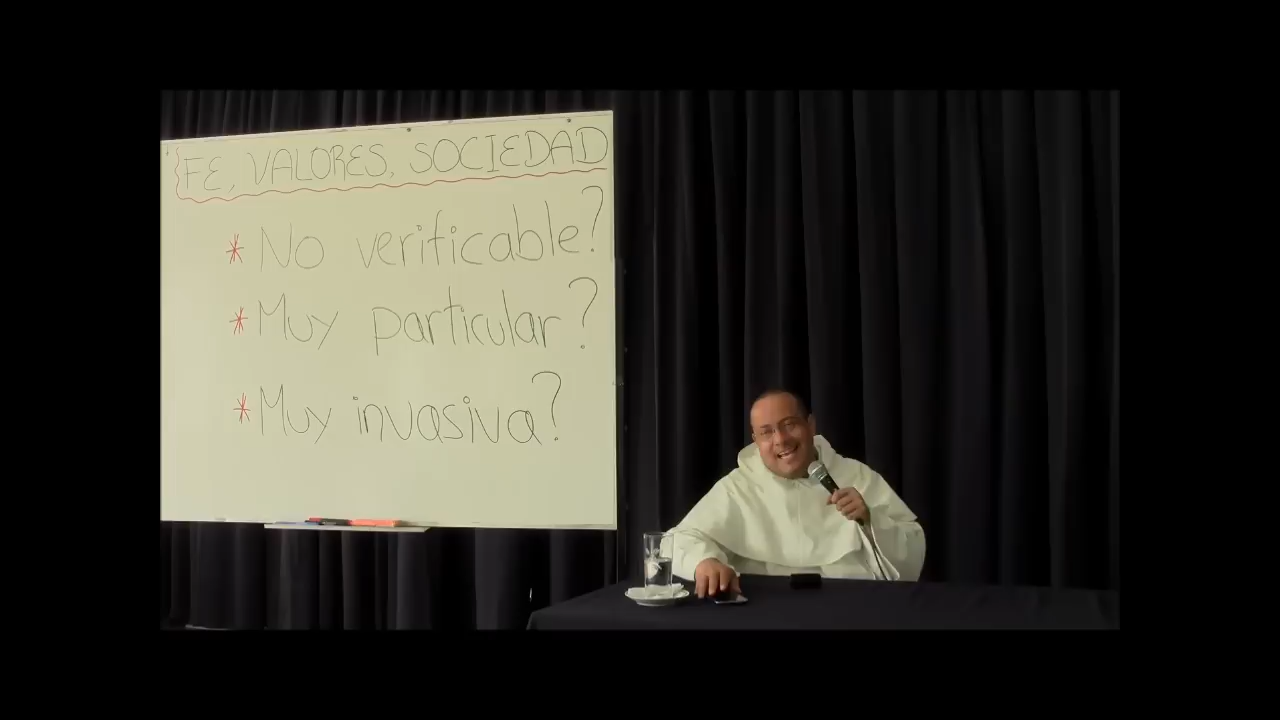 FE, VALORES, SOCIEDAD
* No verificable?
* Muy particular?
* Muy invasiva?